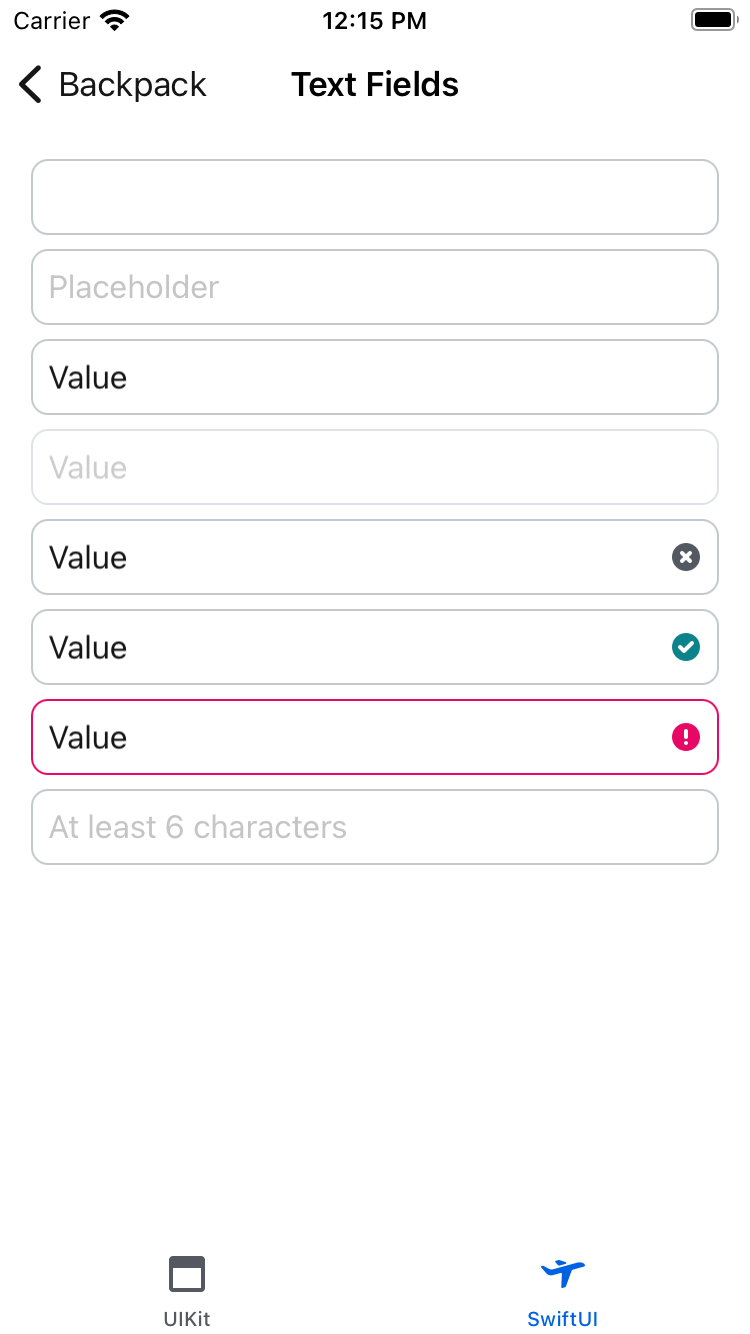 Carrier 12:15 PM
Backpack Text Fields
Placeholder
Value
Value
Value
Value
Value
At least 6 characters
UIKit SwiftUI